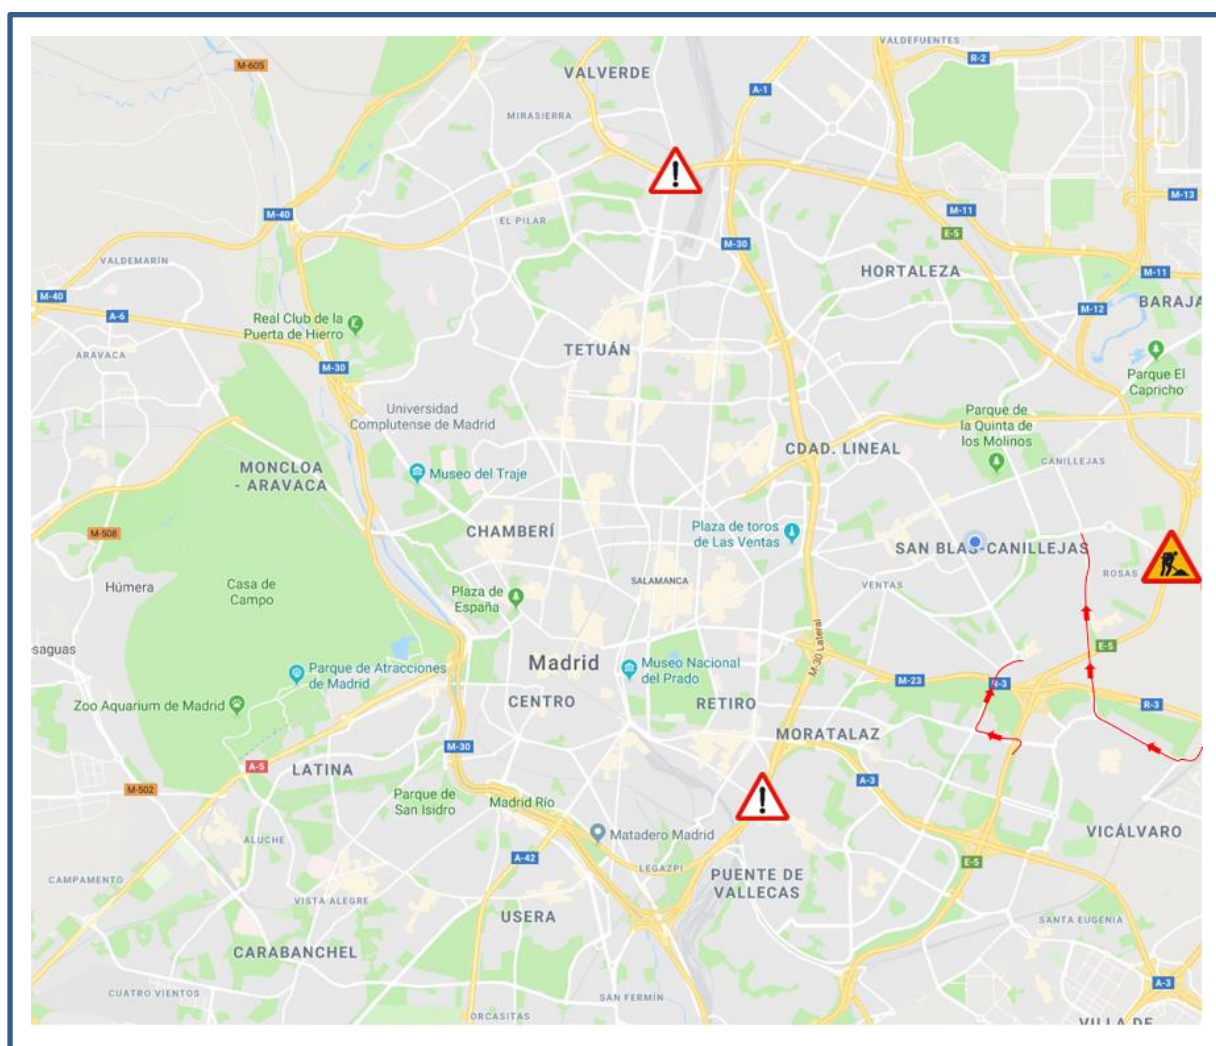 VALDEFUENTES
M-605
R-2
VALVERDE
A-1
MIRASIERRA
M-13
M-40
EL PILAR
M-11
E-5
M-30
VALDEMARÍN
HORTALEZA
M-11
M-40
BARAJA
A-6
M-12
Real Club de la
Puerta de Hierro
TETUÁN
ARAVACA
M-30
Parque El
Capricho
Universidad
Complutense de Madrid
Parque de
la Quinta de
los Molinos
CDAD. LINEAL
CANILLEJAS
MONCLOA
- ARAVACA
Museo del Traje
M-508
CHAMBERÍ
Plaza de toros
de Las Ventas
SAN BLAS-CANILLEJAS
ROSAS
Húmera
Casa de
Campo
SALAMANCA
VENTAS
Plaza de
España
M-30 Lateral
E-5
osaguas
Parque de Atracciones
de Madrid
Madrid
Museo Nacional
del Prado
M-23
R-3
Zoo Aquarium de Madrid
CENTRO
RETIRO
R-3
MORATALAZ
M-30
A-5
LATINA
A-3
M-502
Parque de
San Isidro
Madrid Río
Matadero Madrid
VICÁLVARO
ALUCHE
A-42
LEGAZPI
E-5
PUENTE DE
VALLECAS
CAMPAMENTO
VISTA ALEGRE
USERA
SANTA EUGENIA
CARABANCHEL
A-3
CUATRO VIENTOS
SAN FERMÍN
ORCASITAS
VILLA DE